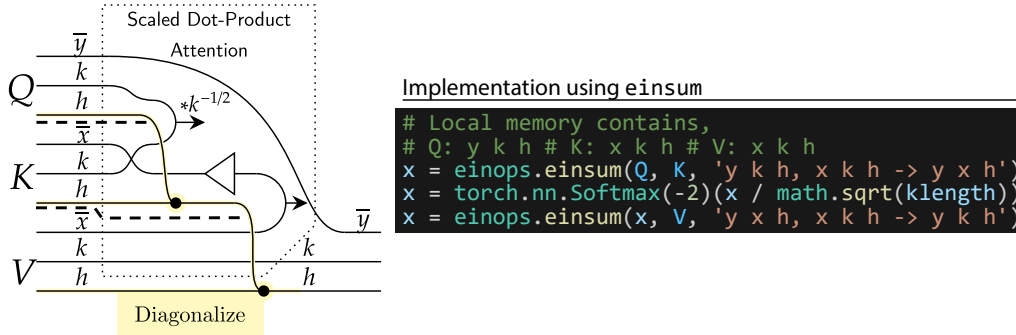 Scaled Dot-Product
Attention
y̅
k
Q
h
*k^{-1/2}
x̿
k
K
h
x̿
y̅
k
k
V
h
h
Diagonalize
Implementation using einsum
# Local memory contains,
# Q: y k h # K: x k h # V: x k h
x = einops.einsum(Q, K, 'y k h, x k h -> y x h')
x = torch.nn.Softmax(-2)(x / math.sqrt(klength))
x = einops.einsum(x, V, 'y x h, x k h -> y k h')